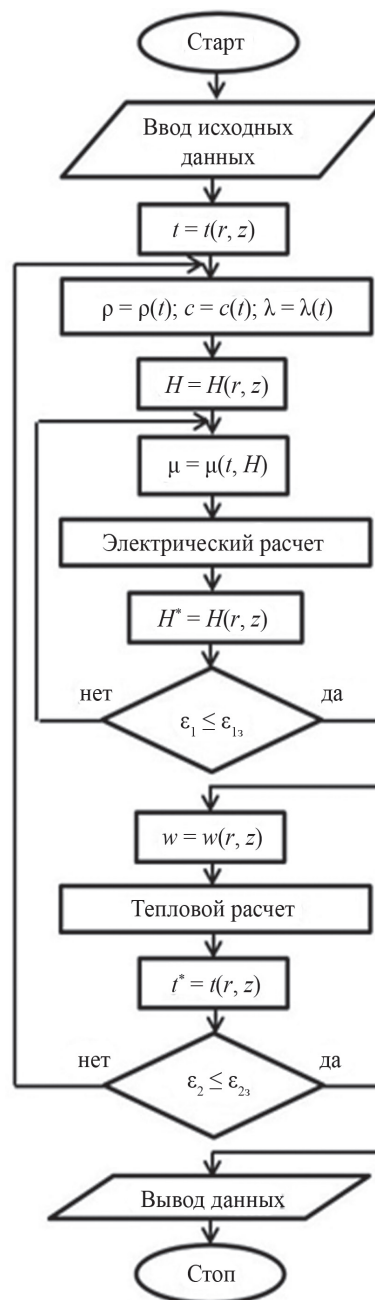 Старт
Ввод исходных
данных
t = t(r, z)
ρ = ρ(t); c = c(t); λ = λ(t)
H = H(r, z)
μ = μ(t, H)
Электрический расчет
H* = H(r, z)
нет
да
ε₁ ≤ ε₁з
w = w(r, z)
Тепловой расчет
t* = t(r, z)
нет
да
ε₂ ≤ ε₂з
Вывод данных
Стоп